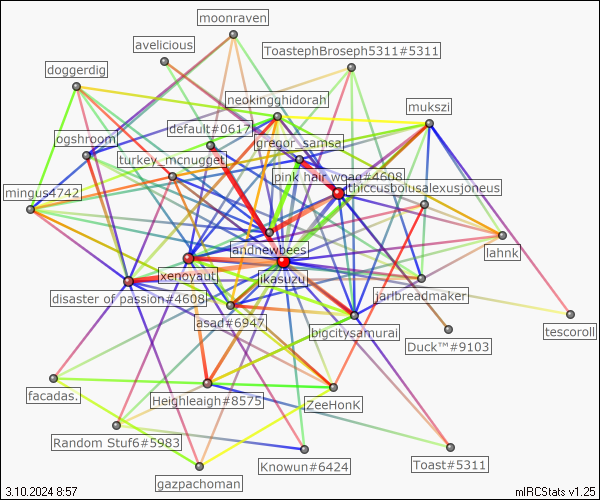 moonraven
avelicious
ToastephBroseph5311#5311
doggerdig
neokingghidorah
mukszi
default#0617
ogshroom
gregor_samsa
turkey_mcnugget
pink hair woag#4608
thiccusboiusalexusjoneus
mingus4742
andnewbees
lahnk
xenoyaut
ikasuzu
disaster of passion#4608
jarlbreadmaker
asad#6947
bigcitysamurai
tescoroll
Duck™#9103
facadas.
Heighleaigh#8575
ZeeHonK
Random Stuf6#5983
Knowun#6424
Toast#5311
gazpachoman
3.10.2024 8:57
mIRCStats v1.25